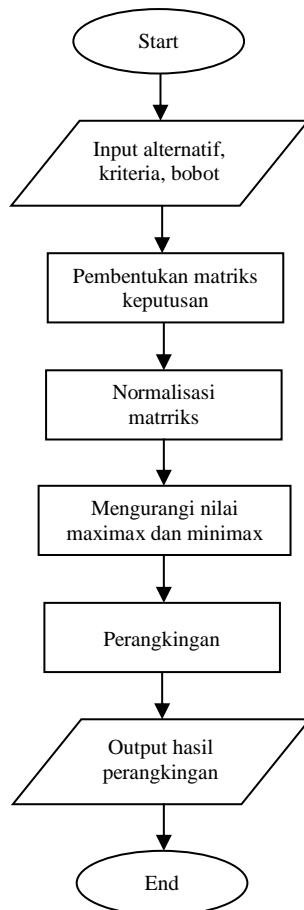 Start
Input alternatif,
kriteria, bobot
Pembentukan matriks
keputusan
Normalisasi
matrriks
Mengurangi nilai
maximax dan minimax
Perangkingan
Output hasil
perangkingan
End